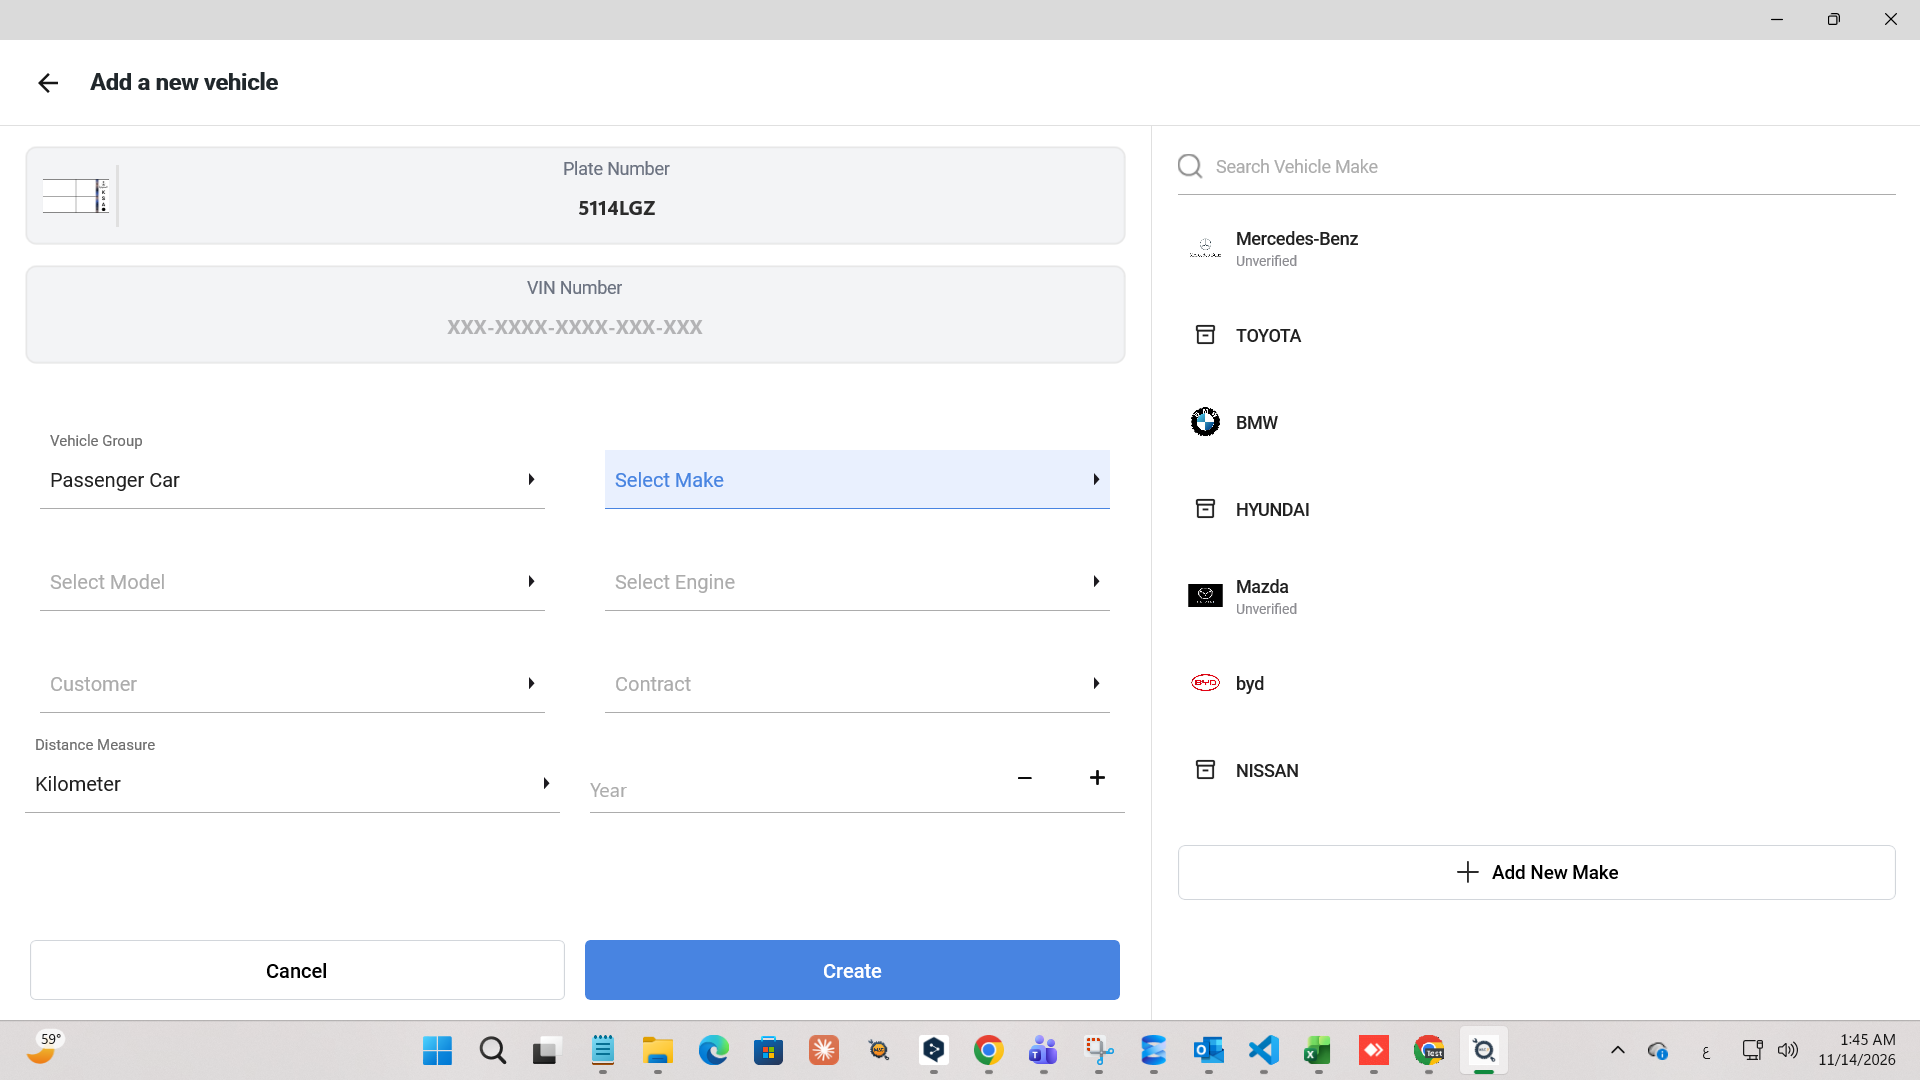 Add a new vehicle
Plate Number
5114LGZ
VIN Number
XXX-XXXX-XXXX-XXX-XXX
Vehicle Group
Passenger Car
Select Make
Select Model
Select Engine
Customer
Contract
Distance Measure
Kilometer
Year
Cancel
Create
Search Vehicle Make
Mercedes-Benz
Unverified
TOYOTA
BMW
HYUNDAI
Mazda
Unverified
byd
NISSAN
Add New Make
59°
ع
1:45 AM
11/14/2026